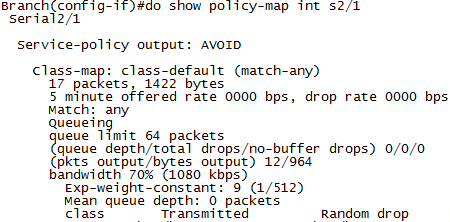 Branch(config-if)#do show policy-map int s2/1
Serial2/1
Service-policy output: AVOID
Class-map: class-default (match-any)
17 packets, 1422 bytes
5 minute offered rate 0000 bps, drop rate 0000 bps
Match: any
Queueing
queue limit 64 packets
(queue depth/total drops/no-buffer drops) 0/0/0
(pkts output/bytes output) 12/964
bandwidth 70% (1080 kbps)
Exp-weight-constant: 9 (1/512)
Mean queue depth: 0 packets
class Transmitted Random drop